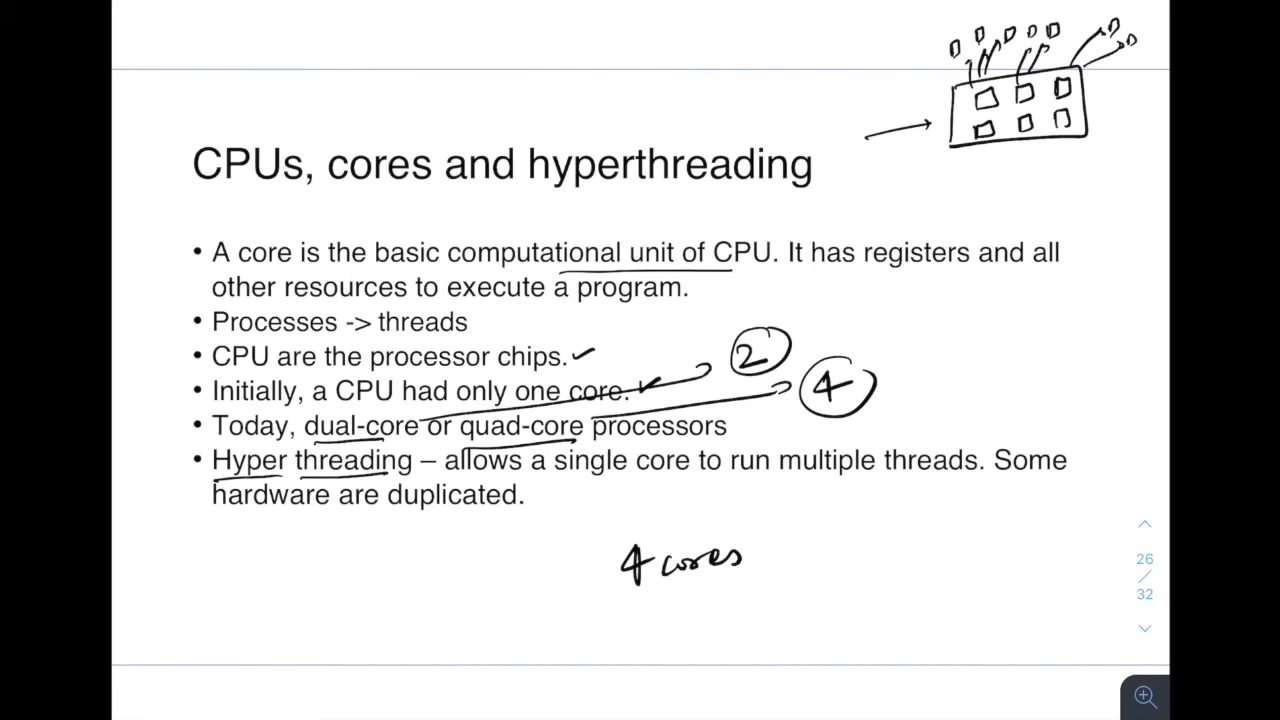 CPUs, cores and hyperthreading
• A core is the basic computational unit of CPU. It has registers and all
other resources to execute a program.
• Processes -> threads
• CPU are the processor chips.
2
• Initially, a CPU had only one core.
4
• Today, dual-core or quad-core processors
• Hyper threading – allows a single core to run multiple threads. Some
hardware are duplicated.
4 cores
26
/
32